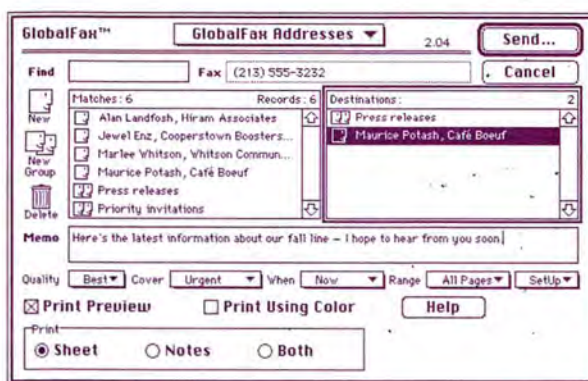 GlobalFax™ GlobalFax Addresses 2.04 Send...
Find Fax (213) 555-3232 Cancel
New
New Group
Delete
Matches: 6 Records: 6
Alan Landfosh, Hiram Associates
Jewel Enz, Cooperstown Boosters...
Marlee Whitson, Whitson Commun...
Maurice Potash, Café Boeuf
Press releases
Priority invitations
Destinations: 2
Press releases
Maurice Potash, Café Boeuf
Memo Here's the latest information about our fall line – I hope to hear from you soon.
Quality Best Cover Urgent When Now Range All Pages SetUp
Print Preview Print Using Color Help
Print
Sheet Notes Both